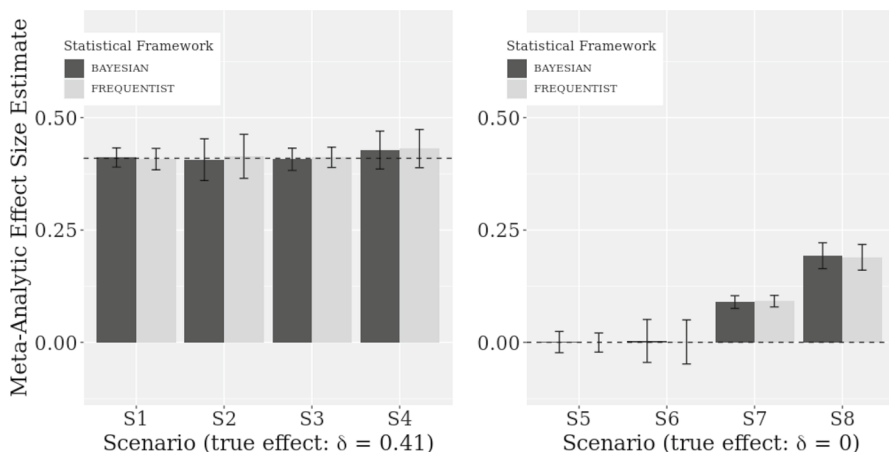 Meta-Analytic Effect Size Estimate
Statistical Framework
BAYESIAN
FREQUENTIST
0.50
0.25
0.00
S1 S2 S3 S4
Scenario (true effect: δ = 0.41)
Statistical Framework
BAYESIAN
FREQUENTIST
0.50
0.25
0.00
S5 S6 S7 S8
Scenario (true effect: δ = 0)